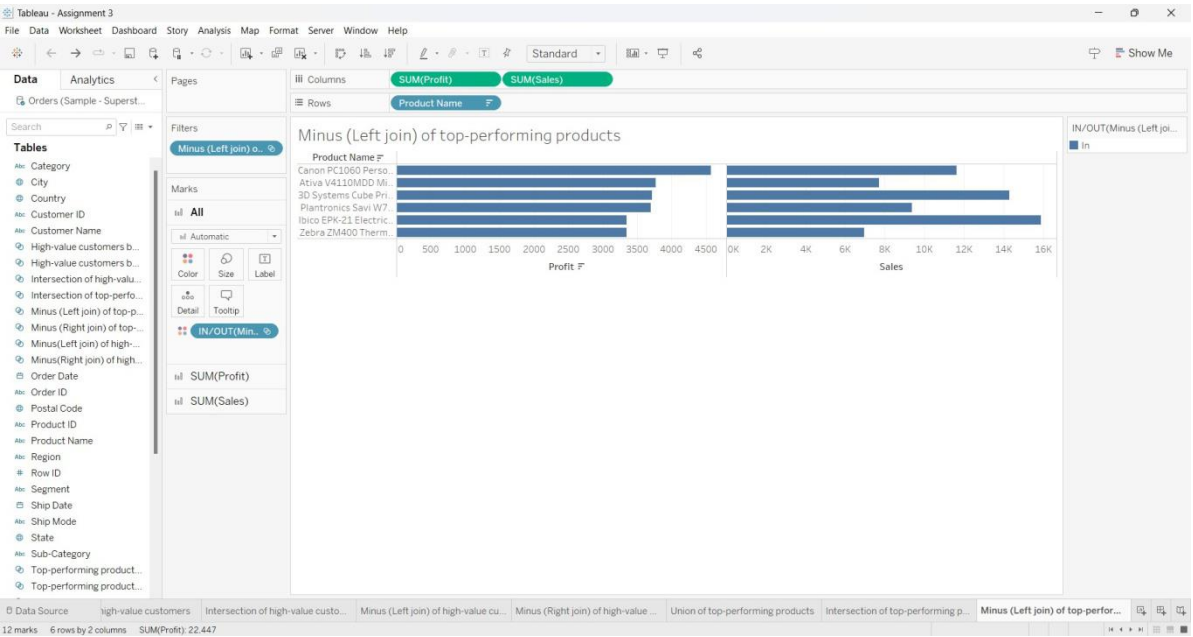 Tableau - Assignment 3
File Data Worksheet Dashboard Story Analysis Map Format Server Window Help
Standard
Show Me
Data Analytics
Orders (Sample - Superst...
Search
Tables
Abc Category
City
Country
Abc Customer ID
Abc Customer Name
High-value customers b...
High-value customers b...
Intersection of high-valu...
Intersection of top-perfo...
Minus (Left join) of top-p...
Minus (Right join) of top-...
Minus(Left join) of high-...
Minus(Right join) of high...
Order Date
Abc Order ID
Postal Code
Abc Product ID
Abc Product Name
Abc Region
# Row ID
Abc Segment
Ship Date
Abc Ship Mode
State
Abc Sub-Category
Top-performing product...
Top-performing product...
Pages
Filters
Minus (Left join) o..
Marks
All
Automatic
Color Size Label
Detail Tooltip
IN/OUT(Min..
SUM(Profit)
SUM(Sales)
Columns SUM(Profit) SUM(Sales)
Rows Product Name
Minus (Left join) of top-performing products
Product Name
Canon PC1060 Perso..
Ativa V4110MDD Mi..
3D Systems Cube Pri..
Plantronics Savi W7..
Ibico EPK-21 Electric..
Zebra ZM400 Therm..
0 500 1000 1500 2000 2500 3000 3500 4000 4500 0K 2K 4K 6K 8K 10K 12K 14K 16K
Profit Sales
IN/OUT(Minus (Left joi...
In
Data Source high-value customers Intersection of high-value custo... Minus (Left join) of high-value cu... Minus (Right join) of high-value ... Union of top-performing products Intersection of top-performing p... Minus (Left join) of top-perfor...
12 marks 6 rows by 2 columns SUM(Profit): 22,447